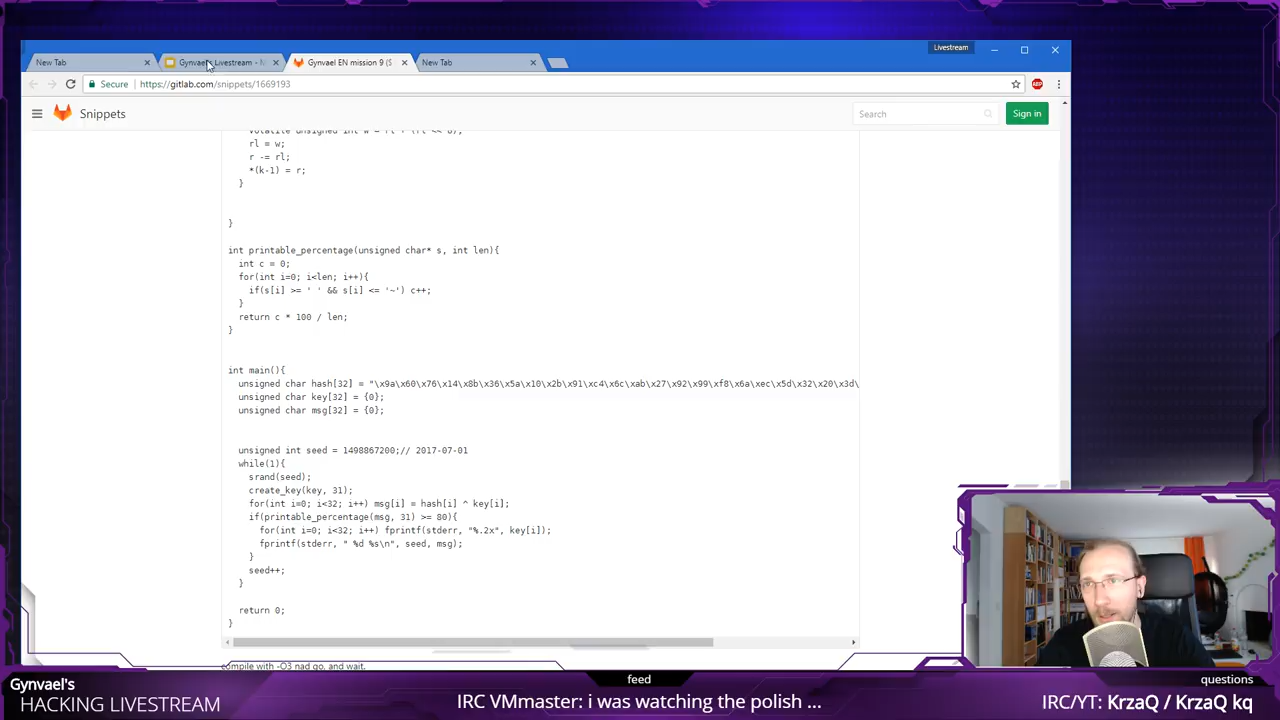 Livestream
New Tab
Gynvael's Livestream - M
Gynvael EN mission 9 (S
New Tab
Secure
https://gitlab.com/snippets/1669193
Snippets
Search
Sign in
rl = w;
r -= rl;
*(k-1) = r;
}
}
int printable_percentage(unsigned char* s, int len){
int c = 0;
for(int i=0; i<len; i++){
if(s[i] >= ' ' && s[i] <= '~') c++;
}
return c * 100 / len;
}
int main(){
unsigned char hash[32] = "\x9a\x60\x76\x14\x8b\x36\x5a\x10\x2b\x91\xc4\x6c\xab\x27\x92\x99\xf8\x6a\xec\x5d\x32\x20\x3d\
unsigned char key[32] = {0};
unsigned char msg[32] = {0};
unsigned int seed = 1498867200;// 2017-07-01
while(1){
srand(seed);
create_key(key, 31);
for(int i=0; i<32; i++) msg[i] = hash[i] ^ key[i];
if(printable_percentage(msg, 31) >= 80){
for(int i=0; i<32; i++) fprintf(stderr, "%.2x", key[i]);
fprintf(stderr, " %d %s\n", seed, msg);
}
seed++;
}
return 0;
}
compile with -O3 nad go, and wait.
Gynvael's
HACKING LIVESTREAM
feed
IRC VMmaster: i was watching the polish ...
questions
IRC/YT: KrzaQ / KrzaQ kq